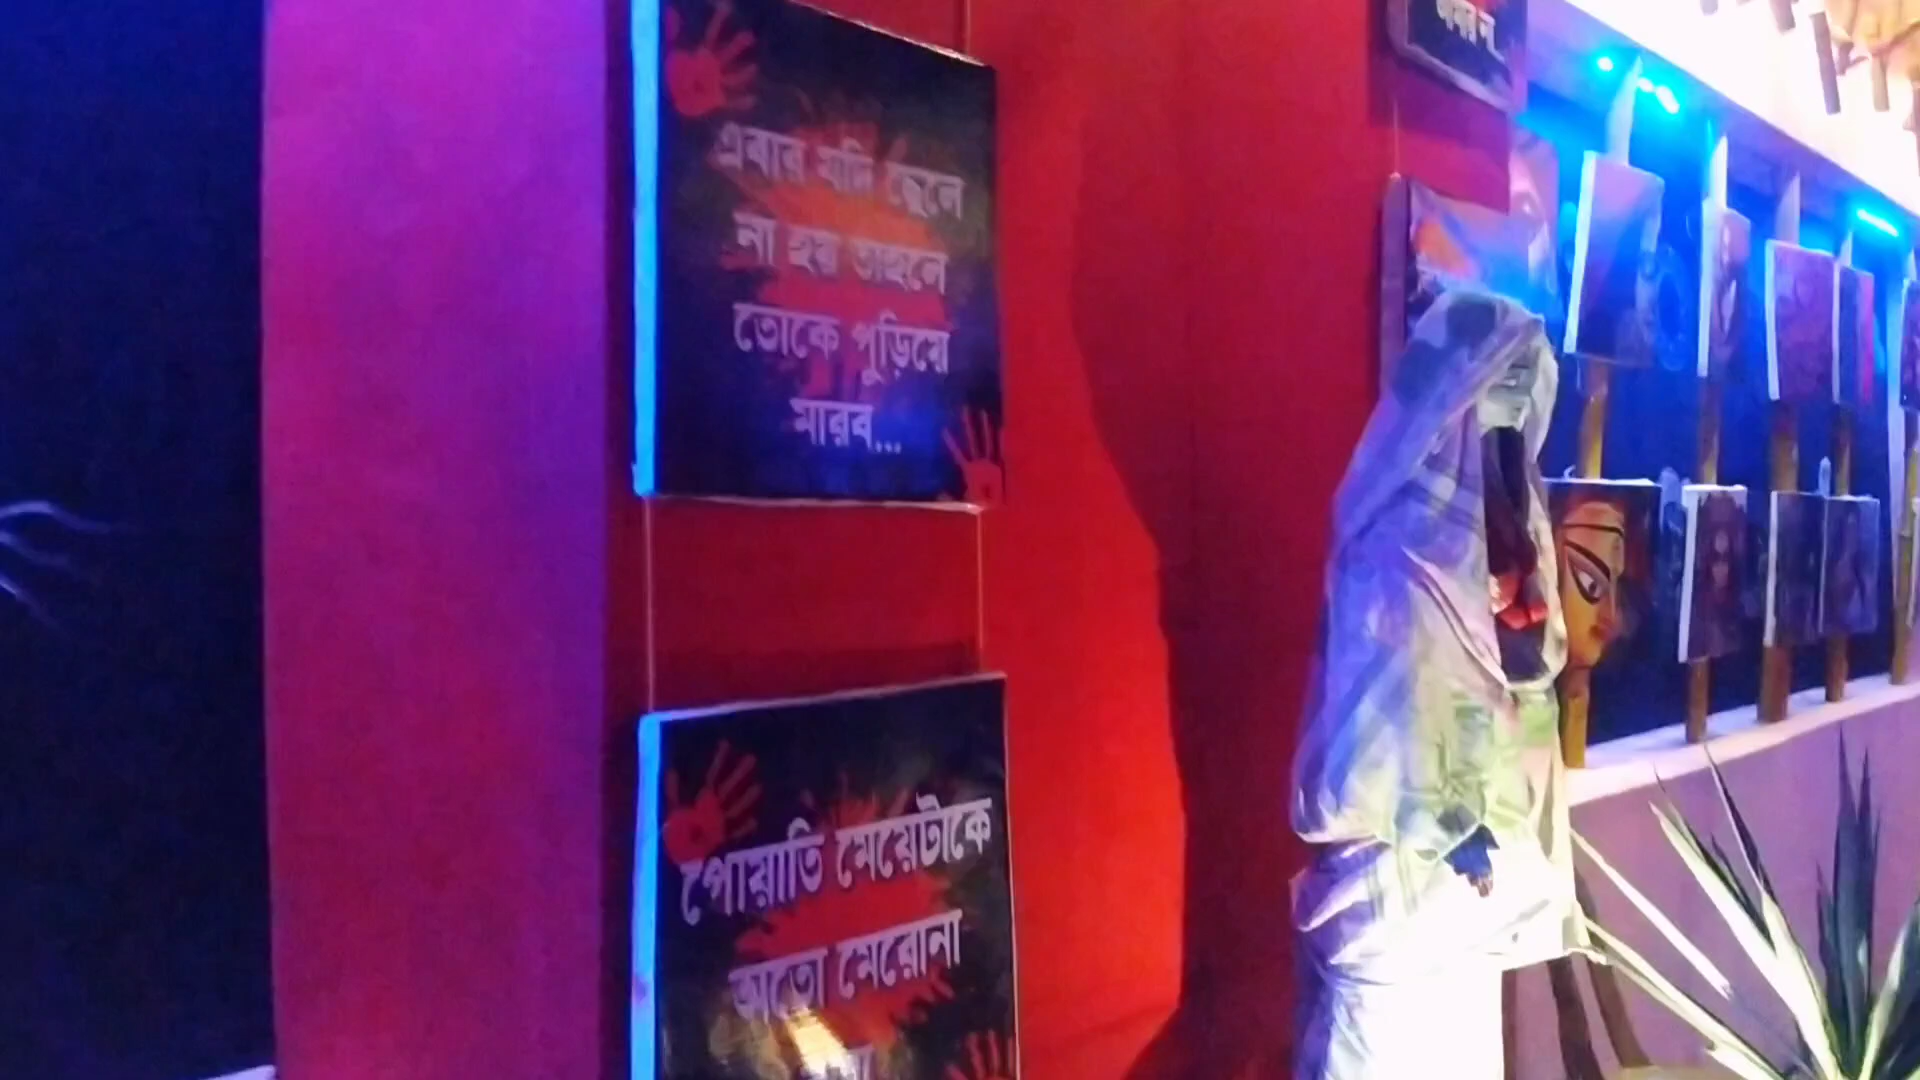 এবার যদি ছেলে
না হয় তাহলে
তোকে পুড়িয়ে
মারব...
পোয়াতি মেয়েটাকে
অতো মেরোনা